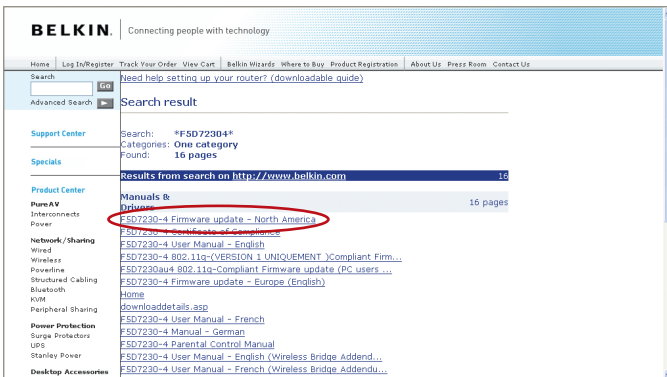 BELKIN.
Connecting people with technology
Home | Log In/Register Track Your Order View Cart | Belkin Wizards Where to Buy Product Registration | About Us Press Room Contact Us
Search
Go
Advanced Search
Support Center
Specials
Product Center
PureAV
Interconnects
Power
Network/Sharing
Wired
Wireless
Powerline
Structured Cabling
Bluetooth
KVM
Peripheral Sharing
Power Protection
Surge Protectors
UPS
Stanley Power
Desktop Accessories
Need help setting up your router? (downloadable guide)
Search result
Search: *F5D72304*
Categories: One category
Found: 16 pages
Results from search on http://www.belkin.com 16
Manuals &
Drivers 16 pages
F5D7230-4 Firmware update - North America
F5D7230-4 Certificate of Compliance
F5D7230-4 User Manual - English
F5D7230-4 802.11g-(VERSION 1 UNIQUEMENT )Compliant Firm...
F5D7230au4 802.11g-Compliant Firmware update (PC users ...
F5D7230-4 Firmware update - Europe (English)
Home
downloaddetails.asp
F5D7230-4 User Manual - French
F5D7230-4 Manual - German
F5D7230-4 Parental Control Manual
F5D7230-4 User Manual - English (Wireless Bridge Addend...
F5D7230-4 User Manual - French (Wireless Bridge Addendu...